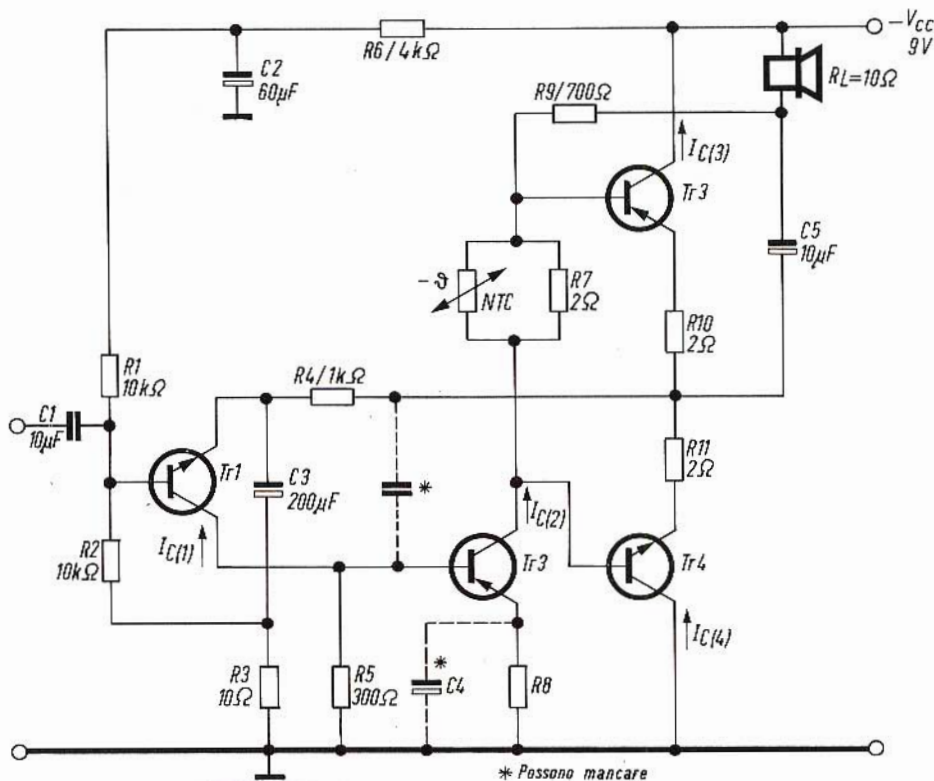 −Vcc
9V
R6/4kΩ
C2
60µF
RL=10Ω
R9/700Ω
IC(3)
Tr3
C5
10µF
−ϑ
NTC
R7
2Ω
R10
2Ω
R1
10kΩ
R4/1kΩ
C1
10µF
R11
2Ω
Tr1
C3
200µF
*
IC(2)
IC(1)
R2
10kΩ
Tr3
Tr4
IC(4)
*
R3
10Ω
R5
300Ω
C4
R8
* Possono mancare